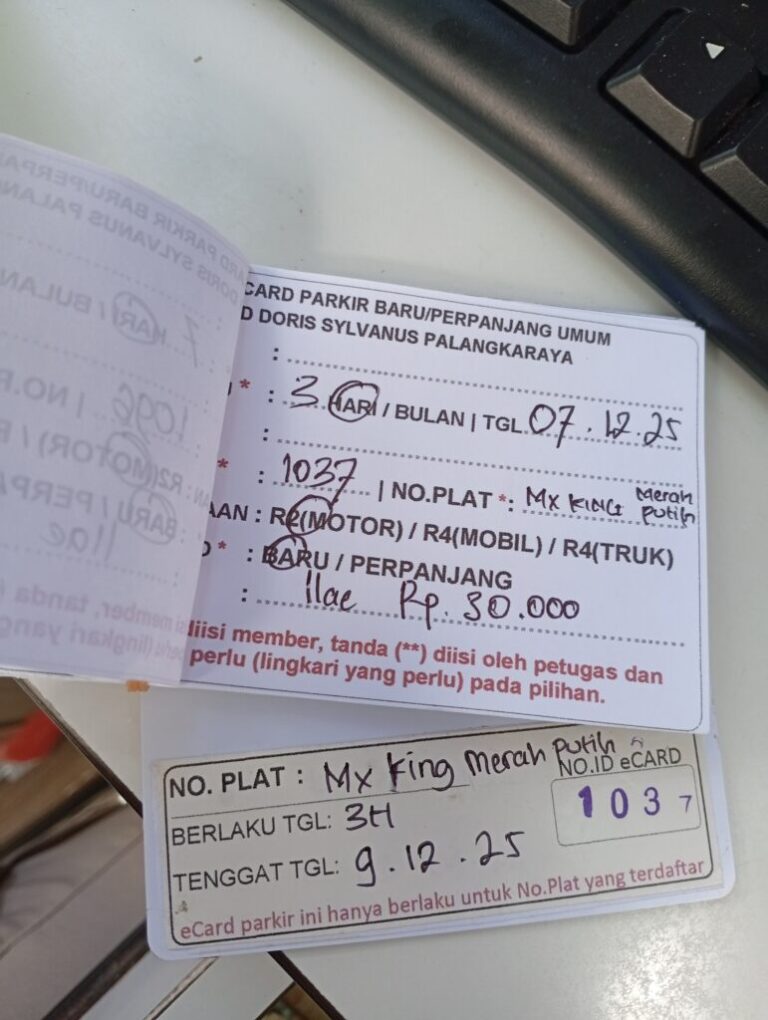 CARD PARKIR BARU/PERPANJANG UMUM
D DORIS SYLVANUS PALANGKARAYA
:
* : 3 HARI / BULAN | TGL 07.12.25
:
* : 1037 | NO.PLAT *: Mx KING Merah putih
AAN : R2(MOTOR) / R4(MOBIL) / R4(TRUK)
* : BARU / PERPANJANG
: Ilae Rp. 30.000
diisi member, tanda (**) diisi oleh petugas dan
perlu (lingkari yang perlu) pada pilihan.
NO. PLAT : Mx King Merah putih
NO.ID eCARD
1037
BERLAKU TGL: 3H
TENGGAT TGL: 9.12.25
eCard parkir ini hanya berlaku untuk No.Plat yang terdaftar